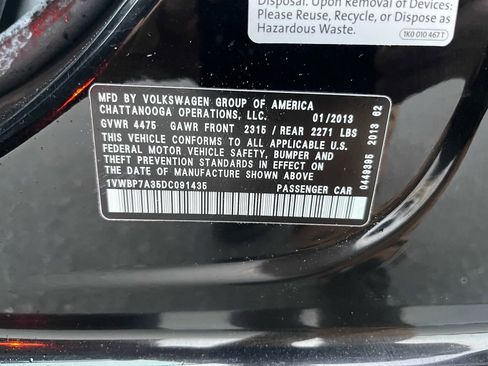 Disposal. Upon Removal of Devices:
Please Reuse, Recycle, or Dispose as
Hazardous Waste.
1K0 010 467 T
MFD BY VOLKSWAGEN GROUP OF AMERICA
CHATTANOOGA OPERATIONS, LLC. 01/2013
GVWR 4475 GAWR FRONT 2315 / REAR 2271 LBS
THIS VEHICLE CONFORMS TO ALL APPLICABLE U.S.
FEDERAL MOTOR VEHICLE SAFETY, BUMPER AND
THEFT PREVENTION STANDARDS IN EFFECT ON
THE DATE OF MANUFACTURE SHOWN ABOVE.
1VWBP7A35DC091435 PASSENGER CAR
0449395 2013 62